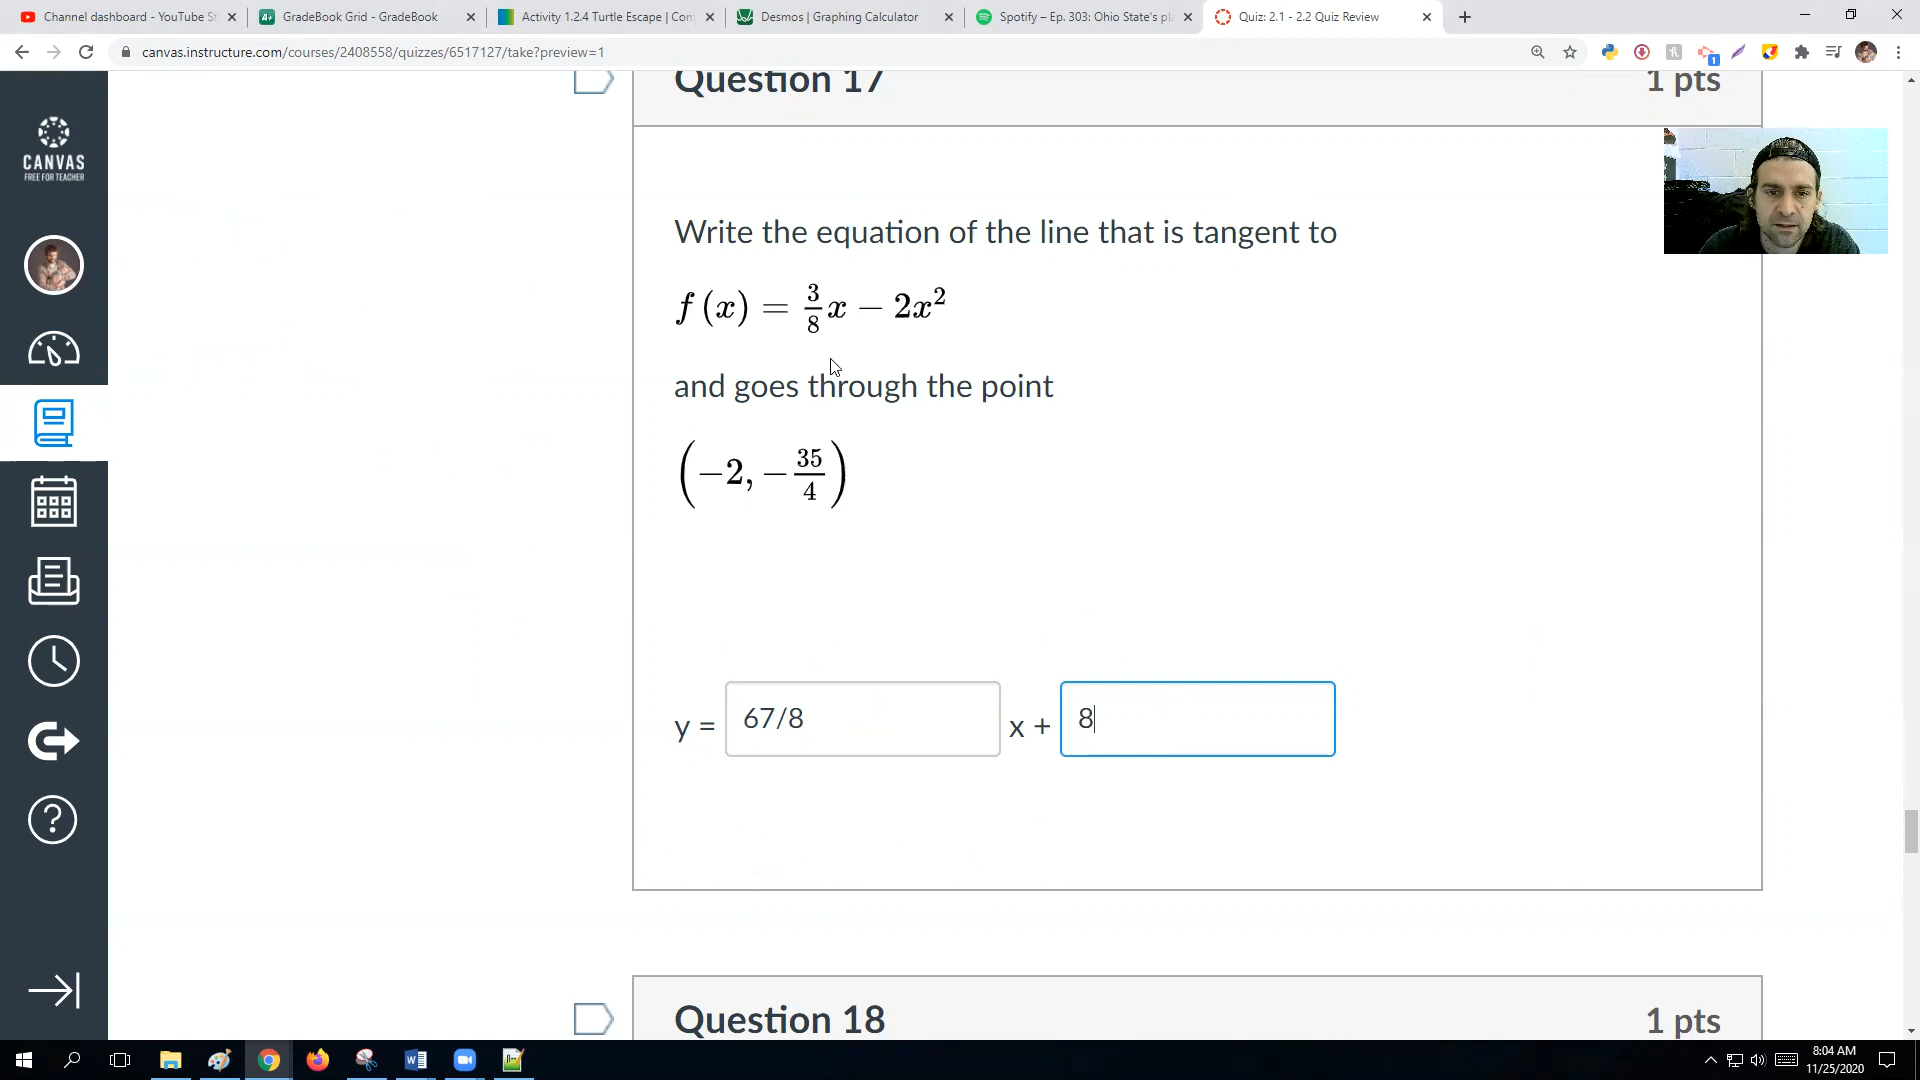 Channel dashboard - YouTube St
GradeBook Grid - GradeBook
Activity 1.2.4 Turtle Escape | Com
Desmos | Graphing Calculator
Spotify – Ep. 303: Ohio State's pl
Quiz: 2.1 - 2.2 Quiz Review
canvas.instructure.com/courses/2408558/quizzes/6517127/take?preview=1
CANVAS
FREE FOR TEACHER
Question 17
1 pts
Write the equation of the line that is tangent to
f (x) = 3/8 x − 2x²
and goes through the point
(−2, −35/4)
y = 67/8 x + 8
Question 18
1 pts
8:04 AM
11/25/2020